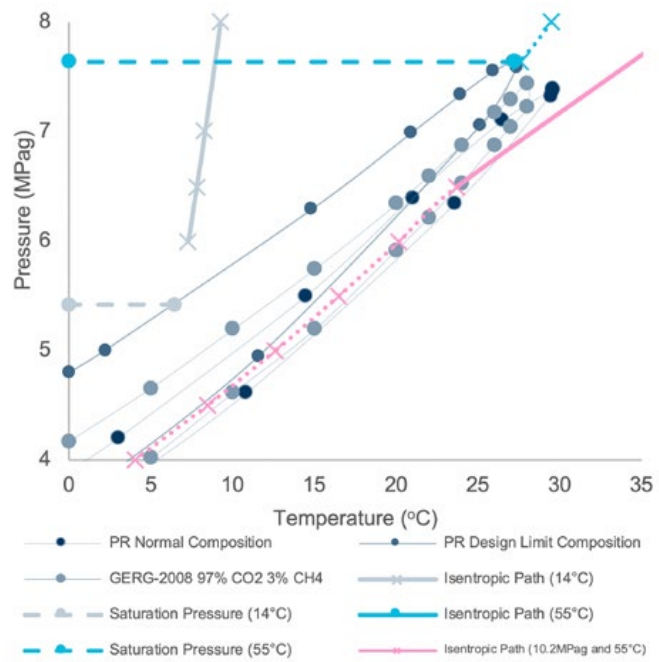 8
7
6
5
4
Pressure (MPag)
0 5 10 15 20 25 30 35
Temperature (°C)
PR Normal Composition
PR Design Limit Composition
GERG-2008 97% CO2 3% CH4
Isentropic Path (14°C)
Saturation Pressure (14°C)
Isentropic Path (55°C)
Saturation Pressure (55°C)
Isentropic Path (10.2MPag and 55°C)